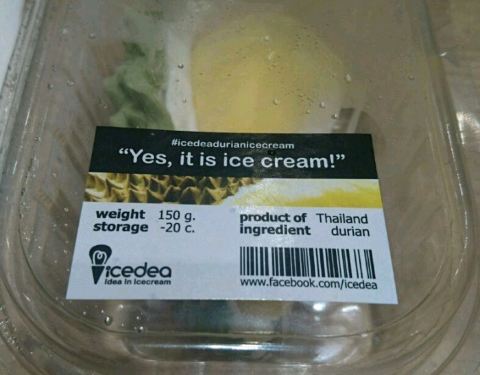 #icedeadurianicecream
“Yes, it is ice cream!”
weight 150 g.
storage -20 c.
product of Thailand
ingredient durian
icedea
idea in icecream
www.facebook.com/icedea